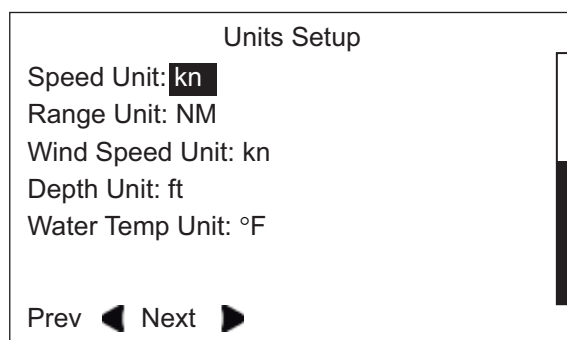 Units Setup
Speed Unit: kn
Range Unit: NM
Wind Speed Unit: kn
Depth Unit: ft
Water Temp Unit: °F
Prev ◀ Next ▶